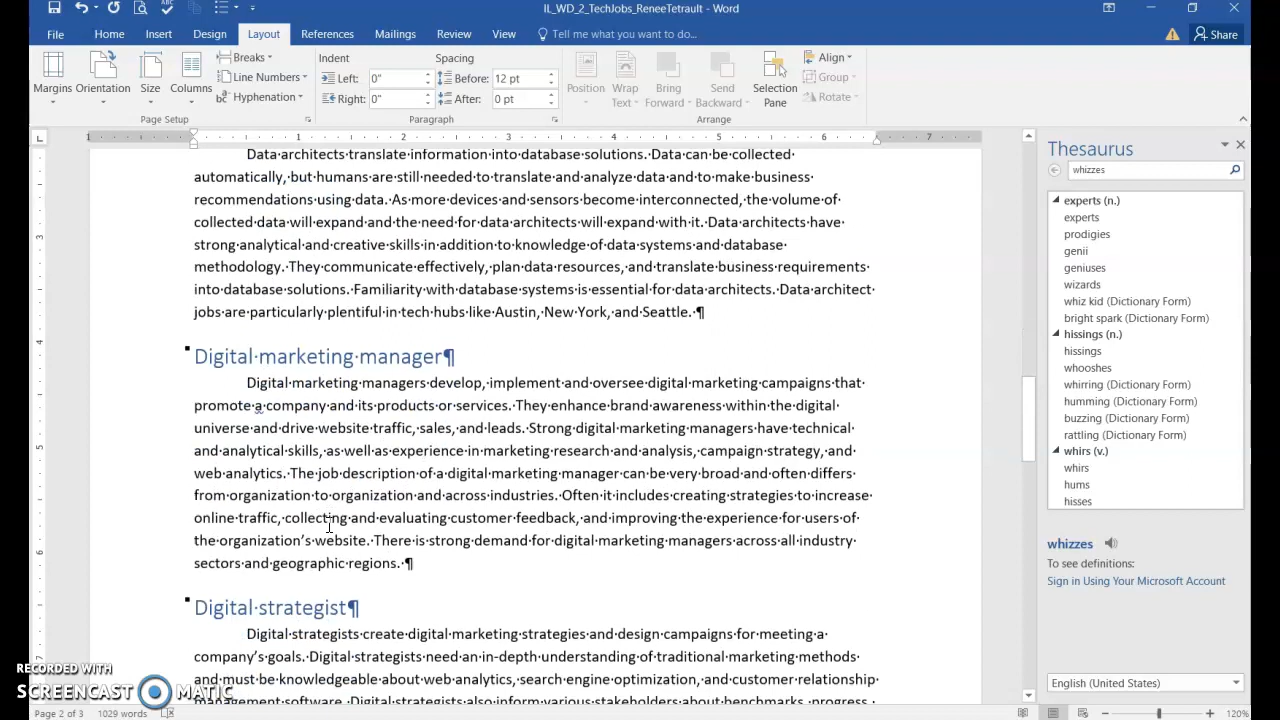 IL_WD_2_TechJobs_ReneeTetrault - Word
File Home Insert Design Layout References Mailings Review View Tell me what you want to do... Share
Margins Orientation Size Columns
Breaks
Line Numbers
Hyphenation
Page Setup
Indent
Left: 0"
Right: 0"
Spacing
Before: 12 pt
After: 0 pt
Paragraph
Position
Wrap Text
Bring Forward
Send Backward
Selection Pane
Align
Group
Rotate
Arrange
1 1 2 3 4 5 6 7
Data·architects·translate·information·into·database·solutions.·Data·can·be·collected·
automatically,·but·humans·are·still·needed·to·translate·and·analyze·data·and·to·make·business·
recommendations·using·data.·As·more·devices·and·sensors·become·interconnected,·the·volume·of·
collected·data·will·expand·and·the·need·for·data·architects·will·expand·with·it.·Data·architects·have·
strong·analytical·and·creative·skills·in·addition·to·knowledge·of·data·systems·and·database·
methodology.·They·communicate·effectively,·plan·data·resources,·and·translate·business·requirements·
into·database·solutions.·Familiarity·with·database·systems·is·essential·for·data·architects.·Data·architect·
jobs·are·particularly·plentiful·in·tech·hubs·like·Austin,·New·York,·and·Seattle.·¶
Digital·marketing·manager¶
Digital·marketing·managers·develop,·implement·and·oversee·digital·marketing·campaigns·that·
promote·a·company·and·its·products·or·services.·They·enhance·brand·awareness·within·the·digital·
universe·and·drive·website·traffic,·sales,·and·leads.·Strong·digital·marketing·managers·have·technical·
and·analytical·skills,·as·well·as·experience·in·marketing·research·and·analysis,·campaign·strategy,·and·
web·analytics.·The·job·description·of·a·digital·marketing·manager·can·be·very·broad·and·often·differs·
from·organization·to·organization·and·across·industries.·Often·it·includes·creating·strategies·to·increase·
online·traffic,·collecting·and·evaluating·customer·feedback,·and·improving·the·experience·for·users·of·
the·organization's·website.·There·is·strong·demand·for·digital·marketing·managers·across·all·industry·
sectors·and·geographic·regions.·¶
Digital·strategist¶
Digital·strategists·create·digital·marketing·strategies·and·design·campaigns·for·meeting·a·
company's·goals.·Digital·strategists·need·an·in-depth·understanding·of·traditional·marketing·methods·
and·must·be·knowledgeable·about·web·analytics,·search·engine·optimization,·and·customer·relationship·
management·software.·Digital·strategists·also·inform·various·stakeholders·about·benchmarks,·progress,·
3
4
5
6
Thesaurus
whizzes
experts (n.)
experts
prodigies
genii
geniuses
wizards
whiz kid (Dictionary Form)
bright spark (Dictionary Form)
hissings (n.)
hissings
whooshes
whirring (Dictionary Form)
humming (Dictionary Form)
buzzing (Dictionary Form)
rattling (Dictionary Form)
whirs (v.)
whirs
hums
hisses
whizzes
To see definitions:
Sign in Using Your Microsoft Account
English (United States)
RECORDED WITH
SCREENCAST MATIC
Page 2 of 3 1029 words 120%